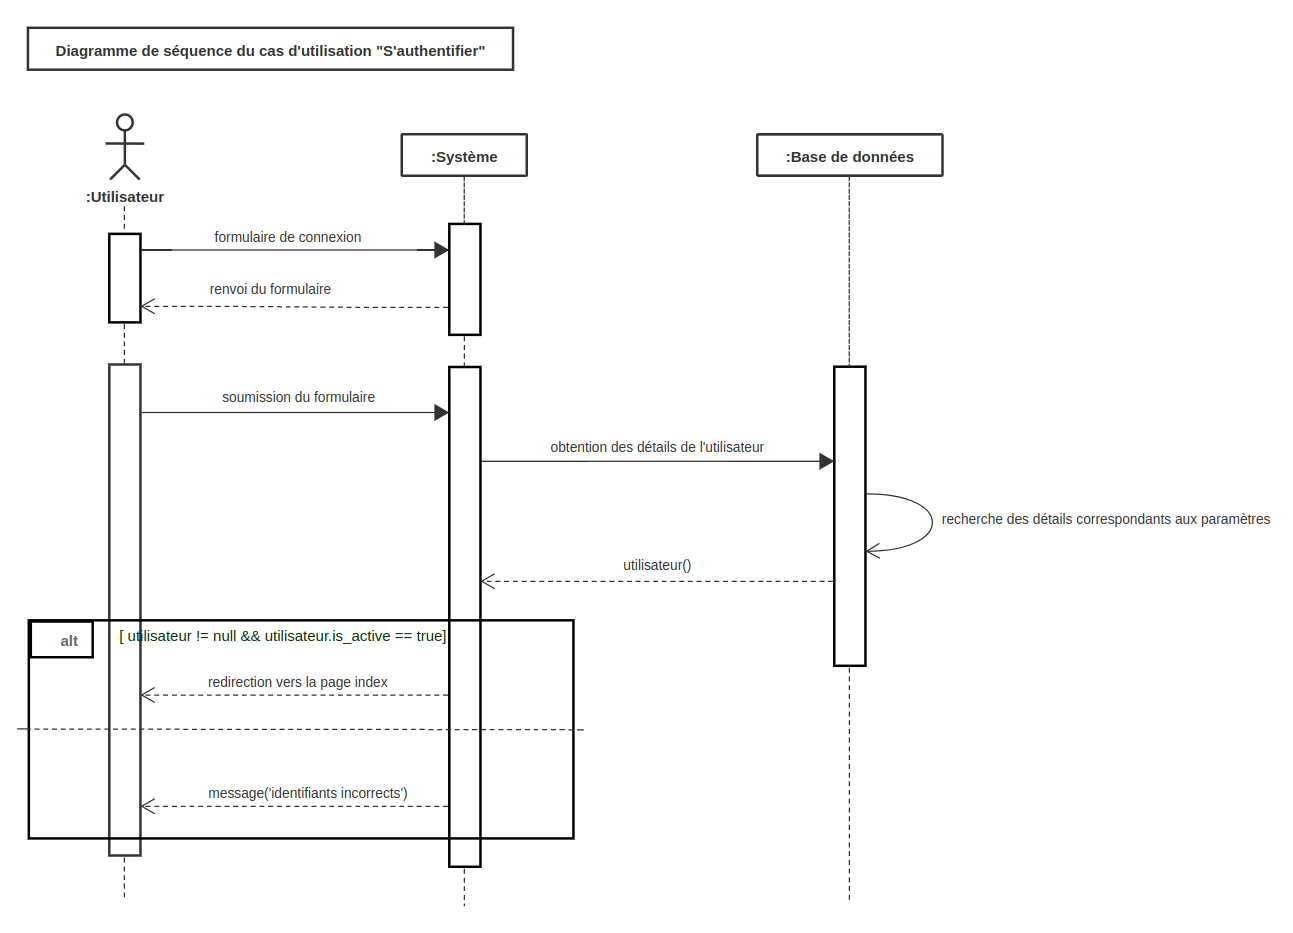 Diagramme de séquence du cas d'utilisation "S'authentifier"
:Utilisateur
:Système
:Base de données
formulaire de connexion
renvoi du formulaire
soumission du formulaire
obtention des détails de l'utilisateur
recherche des détails correspondants aux paramètres
utilisateur()
alt
[ utilisateur != null && utilisateur.is_active == true]
redirection vers la page index
message('identifiants incorrects')